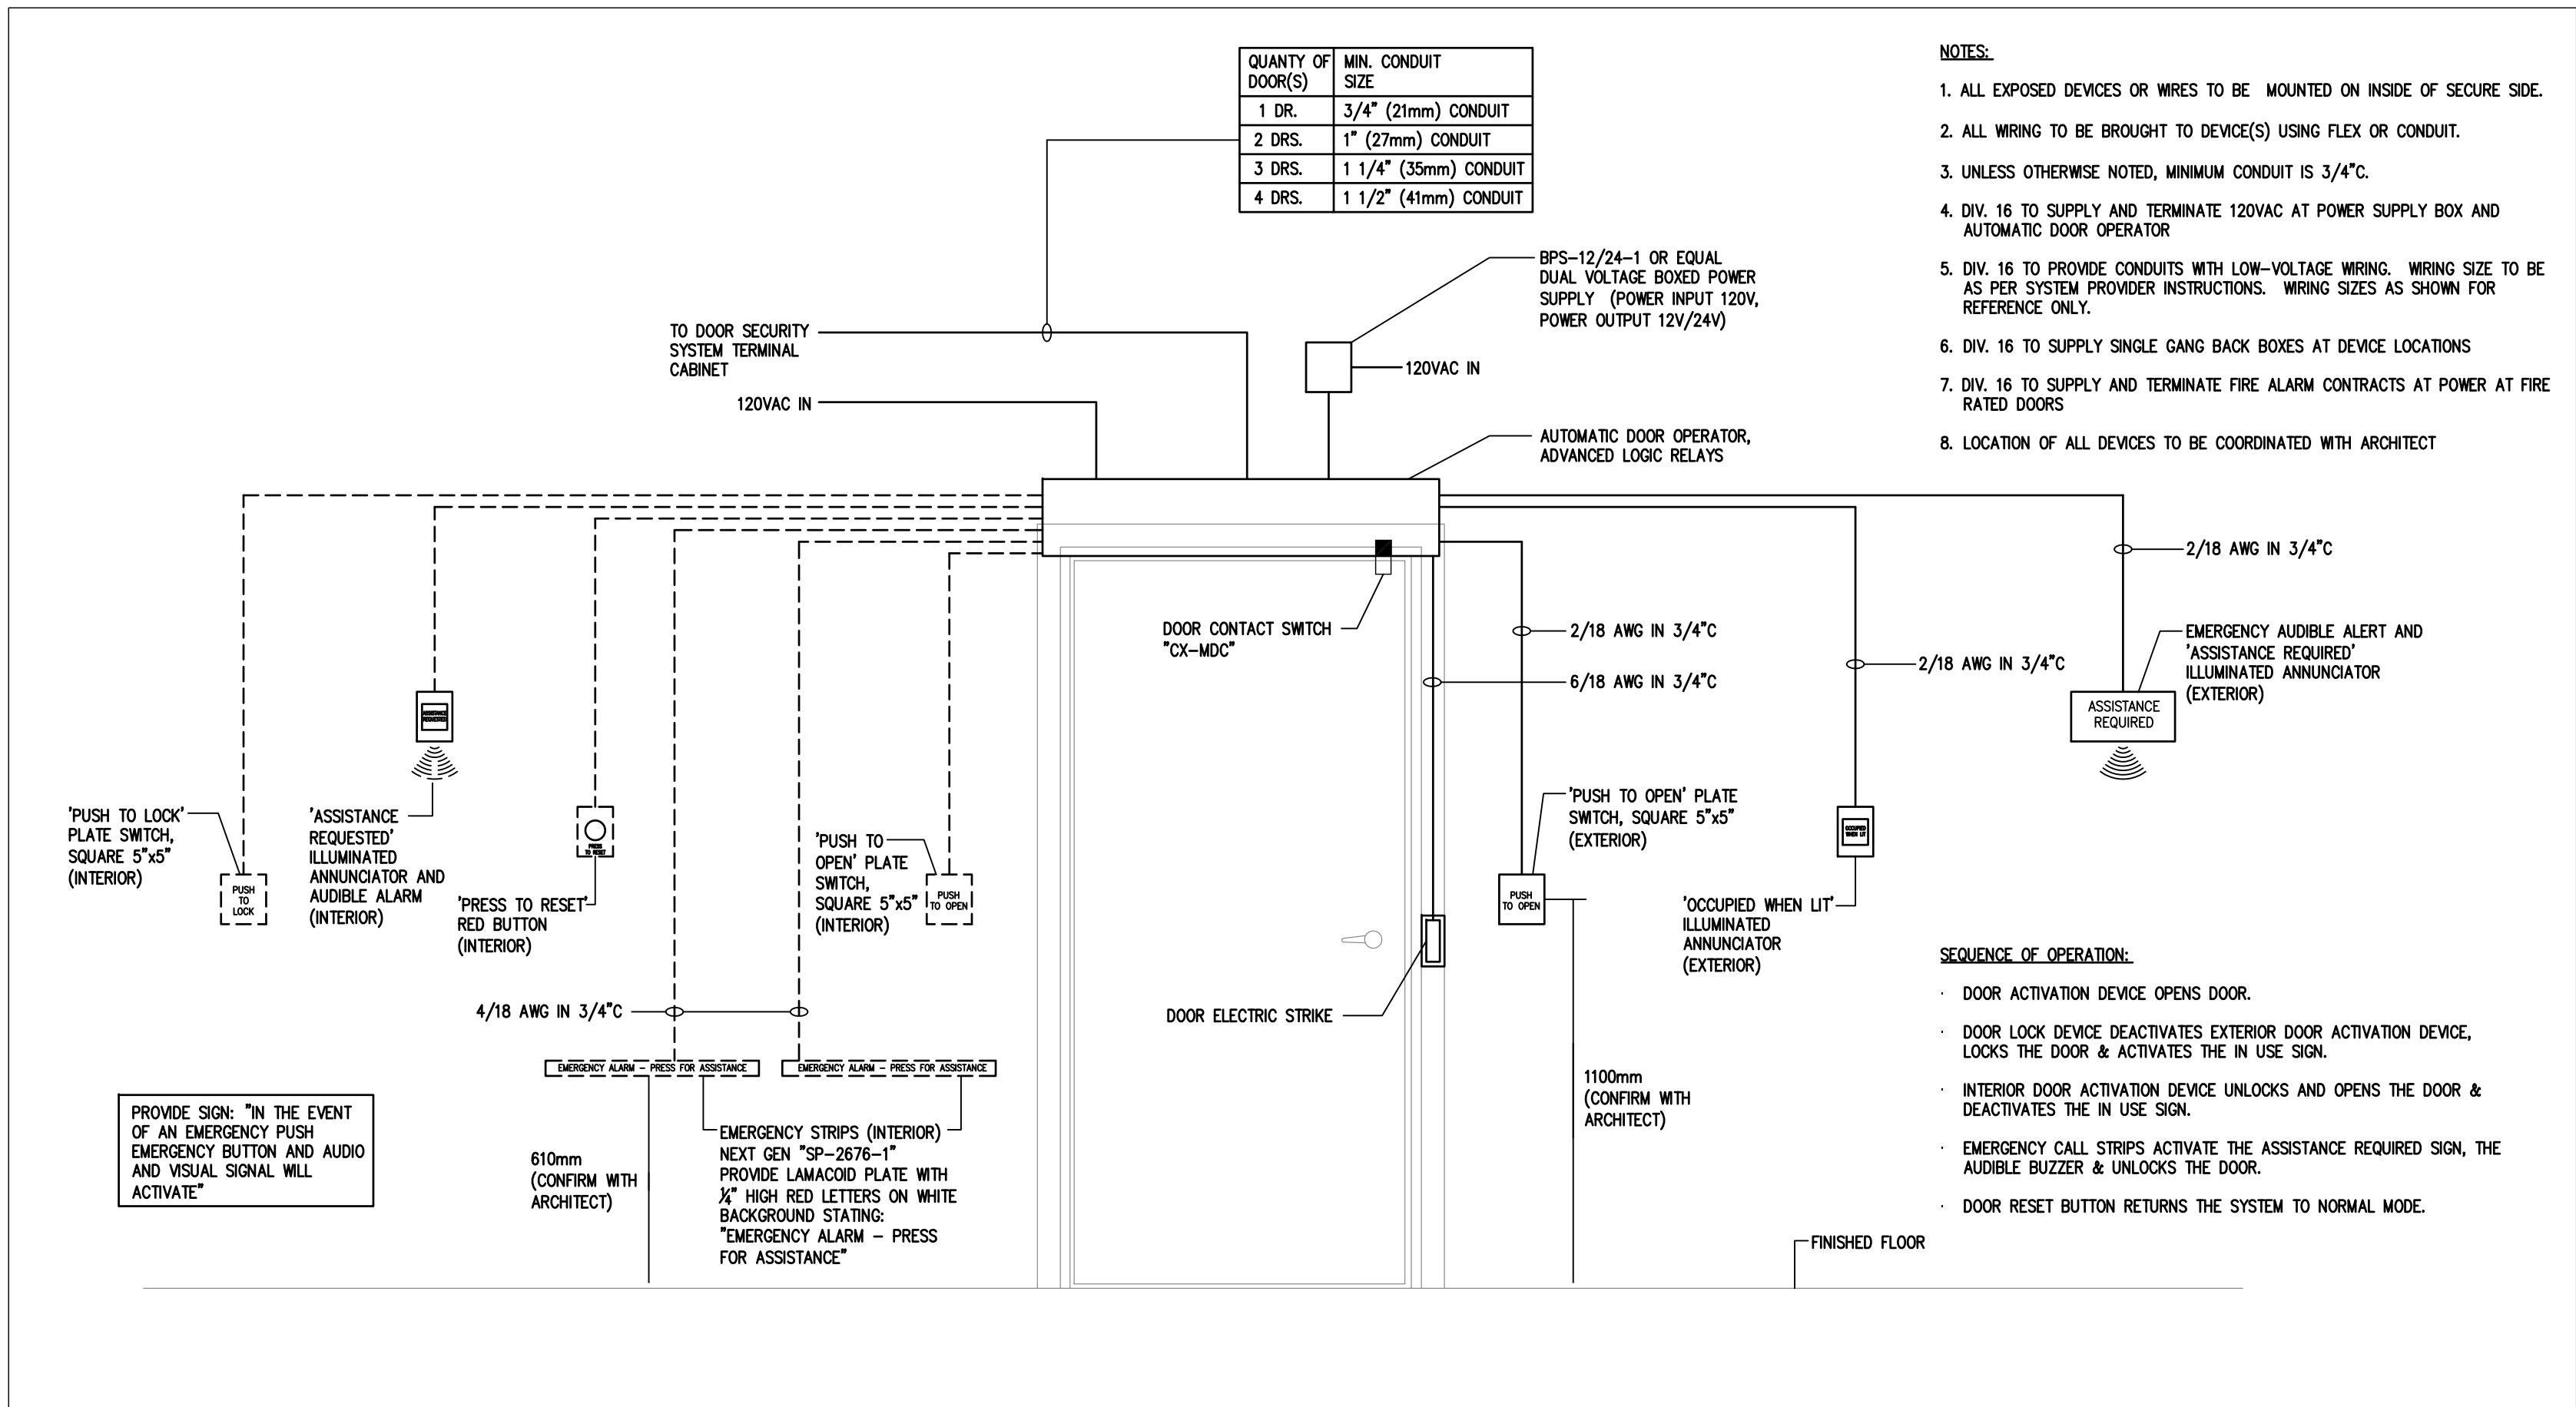 QUANTY OF
DOOR(S)
MIN. CONDUIT
SIZE
1 DR.
3/4" (21mm) CONDUIT
2 DRS.
1" (27mm) CONDUIT
3 DRS.
1 1/4" (35mm) CONDUIT
4 DRS.
1 1/2" (41mm) CONDUIT
NOTES:
1. ALL EXPOSED DEVICES OR WIRES TO BE MOUNTED ON INSIDE OF SECURE SIDE.
2. ALL WIRING TO BE BROUGHT TO DEVICE(S) USING FLEX OR CONDUIT.
3. UNLESS OTHERWISE NOTED, MINIMUM CONDUIT IS 3/4"C.
4. DIV. 16 TO SUPPLY AND TERMINATE 120VAC AT POWER SUPPLY BOX AND
AUTOMATIC DOOR OPERATOR
5. DIV. 16 TO PROVIDE CONDUITS WITH LOW-VOLTAGE WIRING. WIRING SIZE TO BE
AS PER SYSTEM PROVIDER INSTRUCTIONS. WIRING SIZES AS SHOWN FOR
REFERENCE ONLY.
6. DIV. 16 TO SUPPLY SINGLE GANG BACK BOXES AT DEVICE LOCATIONS
7. DIV. 16 TO SUPPLY AND TERMINATE FIRE ALARM CONTRACTS AT POWER AT FIRE
RATED DOORS
8. LOCATION OF ALL DEVICES TO BE COORDINATED WITH ARCHITECT
BPS-12/24-1 OR EQUAL
DUAL VOLTAGE BOXED POWER
SUPPLY (POWER INPUT 120V,
POWER OUTPUT 12V/24V)
TO DOOR SECURITY
SYSTEM TERMINAL
CABINET
120VAC IN
120VAC IN
AUTOMATIC DOOR OPERATOR,
ADVANCED LOGIC RELAYS
2/18 AWG IN 3/4"C
DOOR CONTACT SWITCH
"CX-MDC"
2/18 AWG IN 3/4"C
6/18 AWG IN 3/4"C
2/18 AWG IN 3/4"C
EMERGENCY AUDIBLE ALERT AND
'ASSISTANCE REQUIRED'
ILLUMINATED ANNUNCIATOR
(EXTERIOR)
ASSISTANCE
REQUIRED
ASSISTANCE
REQUESTED
'PUSH TO LOCK'
PLATE SWITCH,
SQUARE 5"x5"
(INTERIOR)
PUSH
TO
LOCK
'ASSISTANCE
REQUESTED'
ILLUMINATED
ANNUNCIATOR AND
AUDIBLE ALARM
(INTERIOR)
PRESS
TO RESET
'PRESS TO RESET'
RED BUTTON
(INTERIOR)
'PUSH TO
OPEN' PLATE
SWITCH,
SQUARE 5"x5"
(INTERIOR)
PUSH
TO OPEN
'PUSH TO OPEN' PLATE
SWITCH, SQUARE 5"x5"
(EXTERIOR)
PUSH
TO OPEN
OCCUPIED
WHEN LIT
'OCCUPIED WHEN LIT'
ILLUMINATED
ANNUNCIATOR
(EXTERIOR)
4/18 AWG IN 3/4"C
DOOR ELECTRIC STRIKE
EMERGENCY ALARM - PRESS FOR ASSISTANCE
EMERGENCY ALARM - PRESS FOR ASSISTANCE
PROVIDE SIGN: "IN THE EVENT
OF AN EMERGENCY PUSH
EMERGENCY BUTTON AND AUDIO
AND VISUAL SIGNAL WILL
ACTIVATE"
610mm
(CONFIRM WITH
ARCHITECT)
EMERGENCY STRIPS (INTERIOR)
NEXT GEN "SP-2676-1"
PROVIDE LAMACOID PLATE WITH
¼" HIGH RED LETTERS ON WHITE
BACKGROUND STATING:
"EMERGENCY ALARM - PRESS
FOR ASSISTANCE"
1100mm
(CONFIRM WITH
ARCHITECT)
FINISHED FLOOR
SEQUENCE OF OPERATION:
· DOOR ACTIVATION DEVICE OPENS DOOR.
· DOOR LOCK DEVICE DEACTIVATES EXTERIOR DOOR ACTIVATION DEVICE,
LOCKS THE DOOR & ACTIVATES THE IN USE SIGN.
· INTERIOR DOOR ACTIVATION DEVICE UNLOCKS AND OPENS THE DOOR &
DEACTIVATES THE IN USE SIGN.
· EMERGENCY CALL STRIPS ACTIVATE THE ASSISTANCE REQUIRED SIGN, THE
AUDIBLE BUZZER & UNLOCKS THE DOOR.
· DOOR RESET BUTTON RETURNS THE SYSTEM TO NORMAL MODE.